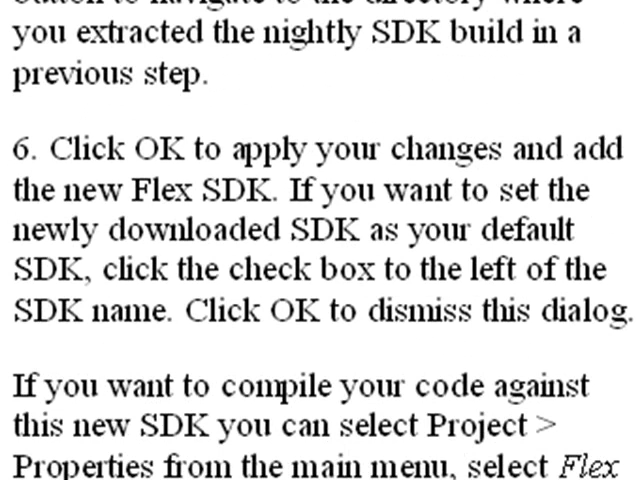 button to navigate to the directory where
you extracted the nightly SDK build in a
previous step.
6. Click OK to apply your changes and add
the new Flex SDK. If you want to set the
newly downloaded SDK as your default
SDK, click the check box to the left of the
SDK name. Click OK to dismiss this dialog.
If you want to compile your code against
this new SDK you can select Project >
Properties from the main menu, select Flex